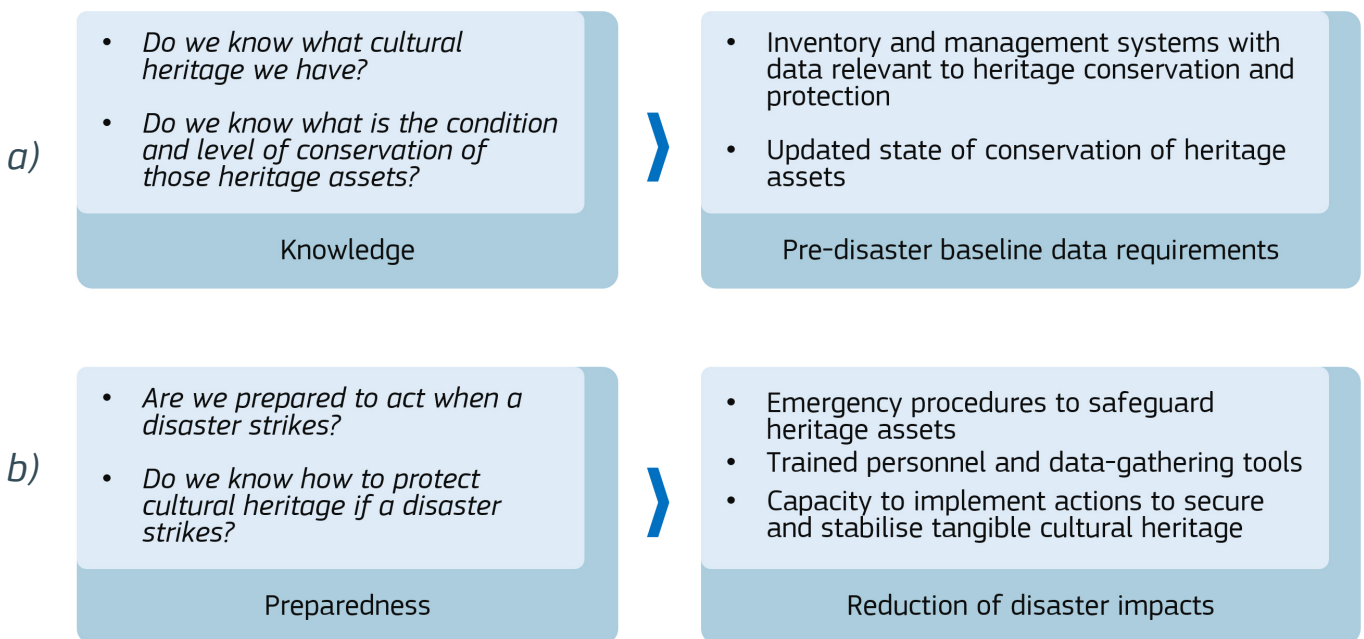 a)
• Do we know what cultural
heritage we have?
• Do we know what is the condition
and level of conservation of
those heritage assets?
Knowledge
• Inventory and management systems with
data relevant to heritage conservation and
protection
• Updated state of conservation of heritage
assets
Pre-disaster baseline data requirements
b)
• Are we prepared to act when a
disaster strikes?
• Do we know how to protect
cultural heritage if a disaster
strikes?
Preparedness
• Emergency procedures to safeguard
heritage assets
• Trained personnel and data-gathering tools
• Capacity to implement actions to secure
and stabilise tangible cultural heritage
Reduction of disaster impacts